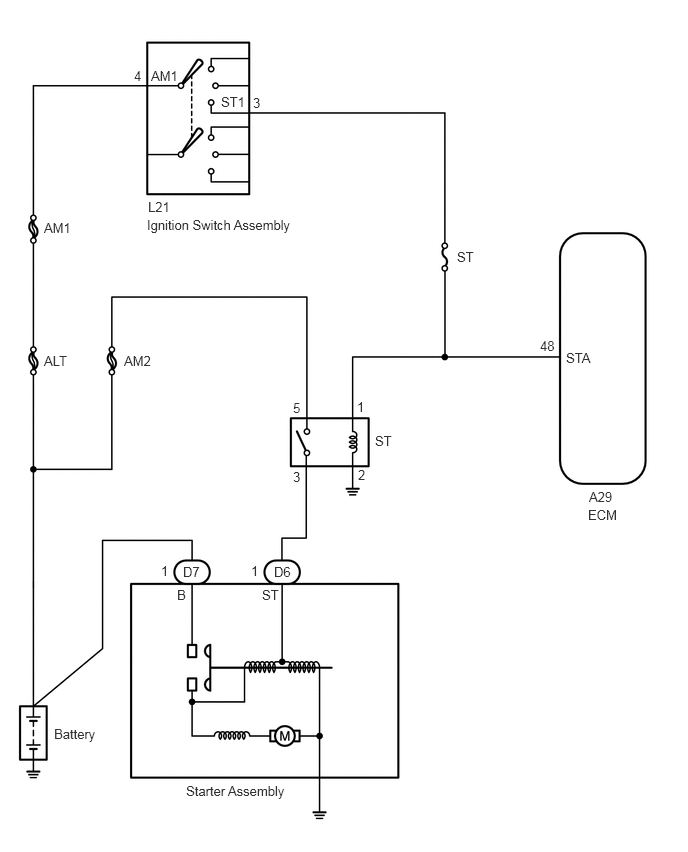 4 AM1
ST1 3
L21
Ignition Switch Assembly
AM1
ST
48 STA
ALT
AM2
5 1
ST
3 2
A29
ECM
1 D7
1 D6
B ST
M
Battery
Starter Assembly